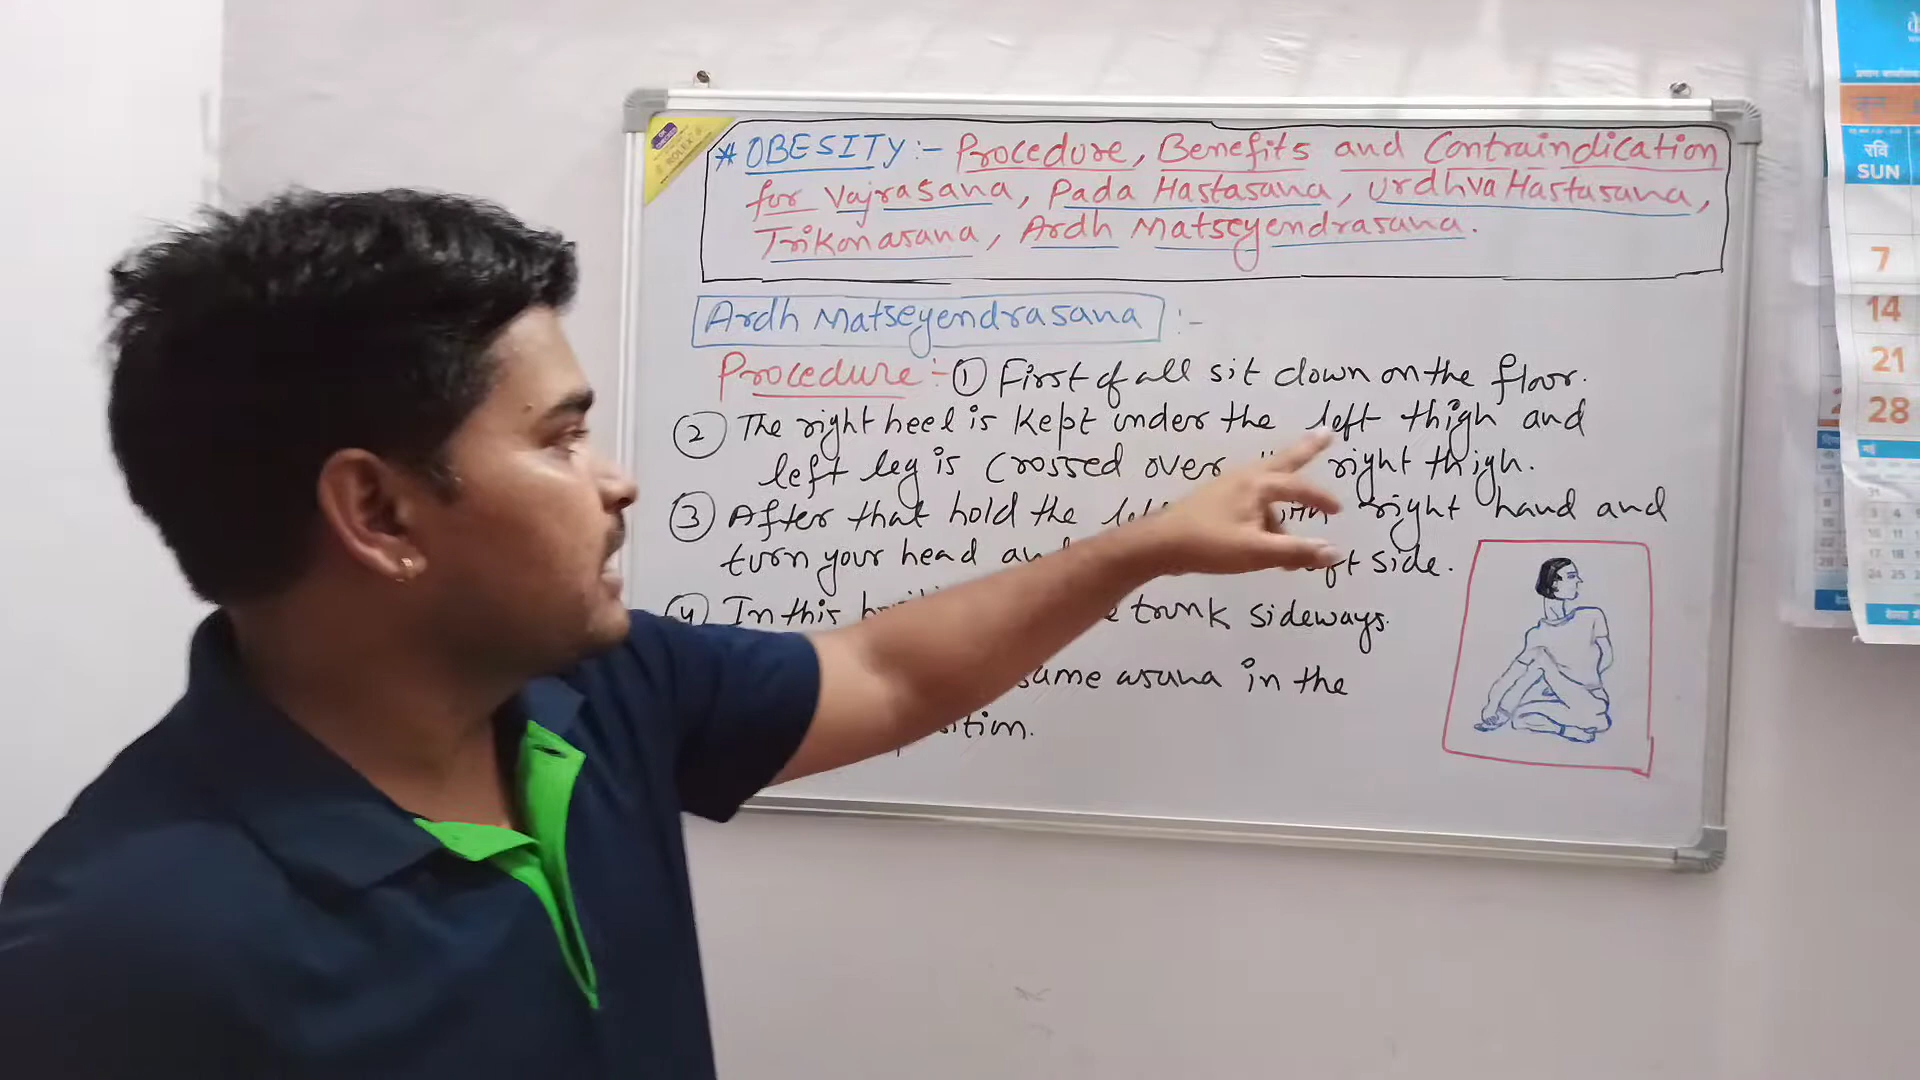 * OBESITY :- Procedure, Benefits and Contraindication
for Vajrasana, Pada Hastasana, Urdhva Hastasana,
Trikonasana, Ardh Matseyendrasana.
Ardh Matseyendrasana :-
Procedure :- ① First of all sit down on the floor.
② The right heel is kept under the left thigh and
left leg is crossed over right thigh.
③ After that hold the right hand and
turn your head side.
④ In this trunk sideways.
same asana in the
रवि
SUN
7
14
21
28